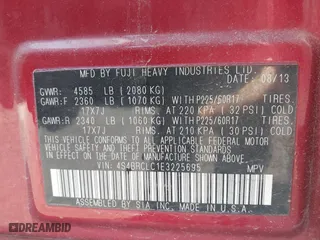 MFD BY FUJI HEAVY INDUSTRIES LTD.
DATE: 08/13
GVWR: 4585 LB ( 2080 KG)
GAWR:F 2360 LB ( 1070 KG) WITH P225/60R17 TIRES.
17X7J RIMS. AT 220 KPA ( 32 PSI) COLD.
GAWR:R 2340 LB ( 1060 KG) WITH P225/60R17 TIRES.
17X7J RIMS. AT 210 KPA ( 30 PSI) COLD.
THIS VEHICLE CONFORMS TO ALL APPLICABLE
FEDERAL MOTOR VEHICLE SAFETY, BUMPER AND THEFT
PREVENTION STANDARDS IN EFFECT ON THE
DATE OF MANUFACTURE SHOWN ABOVE.
VIN: 4S4BRCLC1E3225695 MPV
ASSEMBLED BY SIA INC. MADE IN U.S.A.
DREAMBID